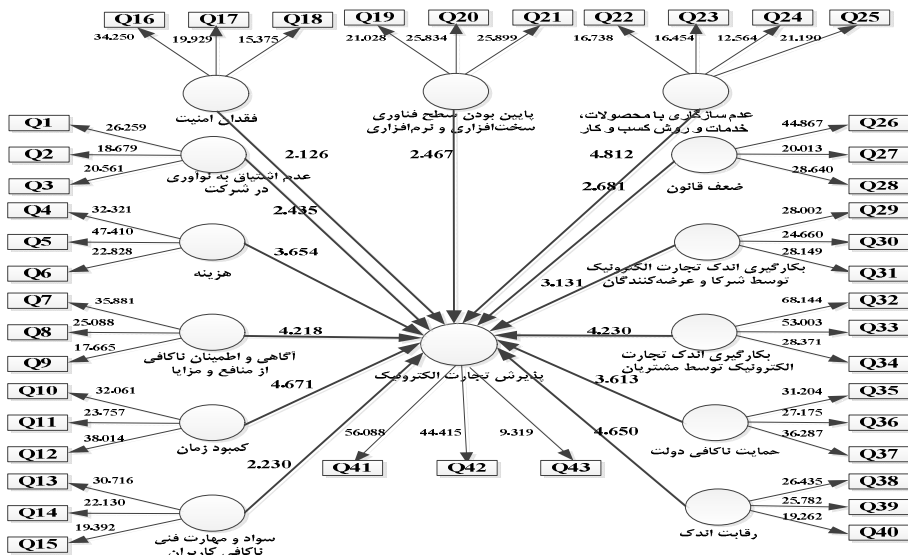 Q16 Q17 Q18 Q19 Q20 Q21 Q22 Q23 Q24 Q25
34.250 19.929 15.375 21.028 25.834 25.899 16.738 16.454 12.564 21.190
فقدان امنیت
پایین بودن سطح فناوری
سخت‌افزاری و نرم‌افزاری
عدم سازگاری با محصولات،
خدمات و روش کسب و کار
2.126
2.467
4.812
Q1
Q2
Q3
26.259
18.679
20.561
عدم اشتیاق به نوآوری
در شرکت
2.435
Q26
Q27
Q28
44.867
20.013
28.640
ضعف قانون
2.681
Q4
Q5
Q6
32.321
47.410
22.828
هزینه
3.654
Q29
Q30
Q31
28.002
24.660
28.149
بکارگیری اندک تجارت الکترونیک
توسط شرکا و عرضه‌کنندگان
3.131
Q7
Q8
Q9
35.881
25.088
17.665
آگاهی و اطمینان ناکافی
از منافع و مزایا
4.218
Q32
Q33
Q34
68.144
53.003
28.371
بکارگیری اندک تجارت
الکترونیک توسط مشتریان
4.230
پذیرش تجارت الکترونیک
Q10
Q11
Q12
32.061
23.757
38.014
کمبود زمان
4.671
Q35
Q36
Q37
31.204
27.175
36.287
حمایت ناکافی دولت
3.613
Q13
Q14
Q15
30.716
22.130
19.392
سواد و مهارت فنی
ناکافی کاربران
2.230
Q38
Q39
Q40
26.435
25.782
19.262
رقابت اندک
4.650
56.088 44.415 9.319
Q41 Q42 Q43